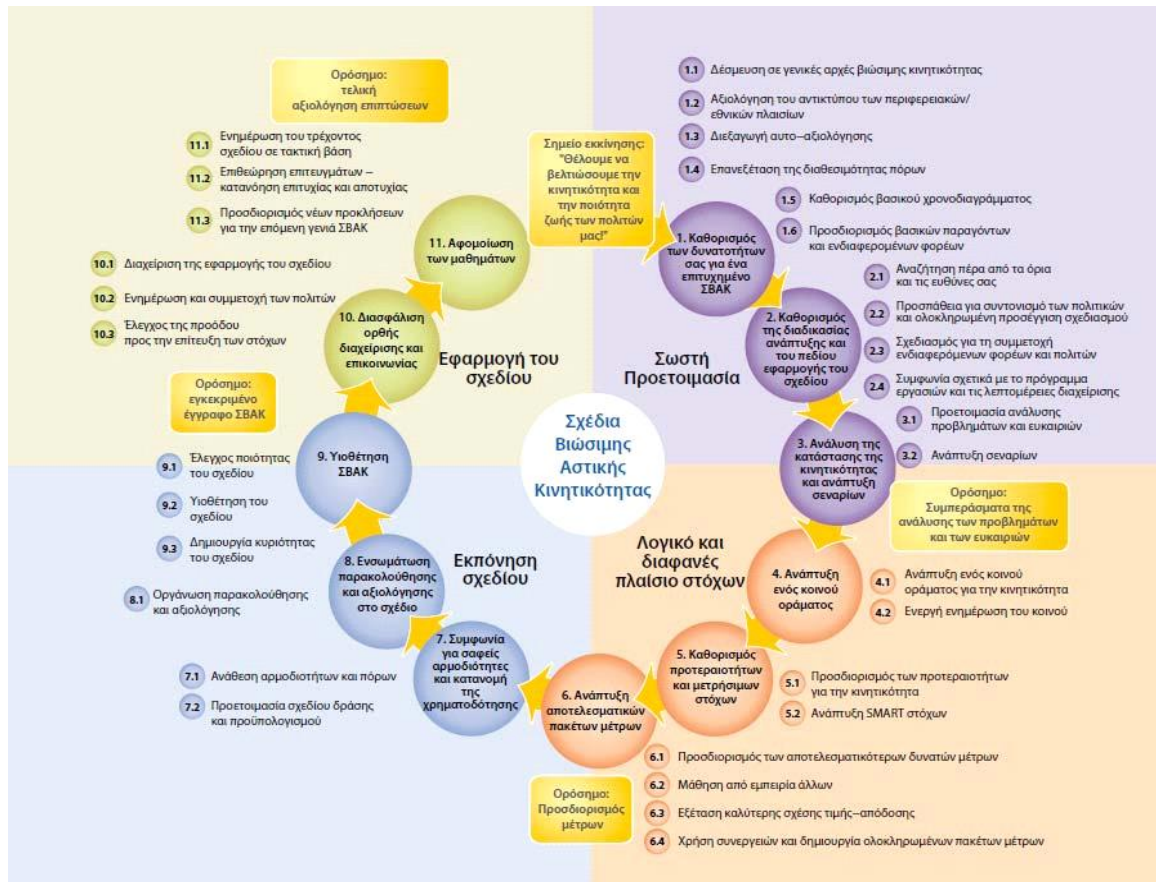 Ορόσημο:
τελική
αξιολόγηση επιπτώσεων
11.1 Ενημέρωση του τρέχοντος
σχεδίου σε τακτική βάση
11.2 Επιθεώρηση επιτευγμάτων –
κατανόηση επιτυχίας και αποτυχίας
11.3 Προσδιορισμός νέων προκλήσεων
για την επόμενη γενιά ΣΒΑΚ
11. Αφομοίωση
των μαθημάτων
Σημείο εκκίνησης:
"Θέλουμε να
βελτιώσουμε την
κινητικότητα και
την ποιότητα
ζωής των πολιτών
μας!"
1.1 Δέσμευση σε γενικές αρχές βιώσιμης κινητικότητας
1.2 Αξιολόγηση του αντικτύπου των περιφερειακών/
εθνικών πλαισίων
1.3 Διεξαγωγή αυτο–αξιολόγησης
1.4 Επανεξέταση της διαθεσιμότητας πόρων
1.5 Καθορισμός βασικού χρονοδιαγράμματος
1.6 Προσδιορισμός βασικών παραγόντων
και ενδιαφερομένων φορέων
1. Καθορισμός
των δυνατοτήτων
σας για ένα
επιτυχημένο
ΣΒΑΚ
2.1 Αναζήτηση πέρα από τα όρια
και τις ευθύνες σας
2.2 Προσπάθεια για συντονισμό των πολιτικών
και ολοκληρωμένη προσέγγιση σχεδιασμού
2.3 Σχεδιασμός για τη συμμετοχή
ενδιαφερόμενων φορέων και πολιτών
2.4 Συμφωνία σχετικά με το πρόγραμμα
εργασιών και τις λεπτομέρειες διαχείρισης
2. Καθορισμός
της διαδικασία
ανάπτυξης και
του πεδίου
εφαρμογής του
σχεδίου
10.1 Διαχείριση της εφαρμογής του σχεδίου
10.2 Ενημέρωση και συμμετοχή των πολιτών
10.3 Έλεγχος της προόδου
προς την επίτευξη των στόχων
10. Διασφάλιση
ορθής
διαχείρισης και
επικοινωνίας
Εφαρμογή του
σχεδίου
Σωστή
Προετοιμασία
3.1 Προετοιμασία ανάλυσης
προβλημάτων και ευκαιριών
3.2 Ανάπτυξη σεναρίων
3. Ανάλυση της
κατάστασης της
κινητικότητας
και ανάπτυξη
σεναρίων
Ορόσημο:
εγκεκριμένο
έγγραφο ΣΒΑΚ
Σχέδια
Βιώσιμης
Αστικής
Κινητικότητας
9. Υιοθέτηση
ΣΒΑΚ
9.1 Έλεγχος ποιότητας
του σχεδίου
9.2 Υιοθέτηση του
σχεδίου
9.3 Δημιουργία κυριότητας
του σχεδίου
Ορόσημο:
Συμπεράσματα της
ανάλυσης των προβλημάτων
και των ευκαιριών
Εκπόνηση
σχεδίου
Λογικό και
διαφανές
πλαίσιο στόχων
8. Ενσωμάτωση
παρακολούθησης
και αξιολόγησης
στο σχέδιο
8.1 Οργάνωση παρακολούθησης
και αξιολόγησης
4. Ανάπτυξη
ενός κοινού
οράματος
4.1 Ανάπτυξη ενός κοινού
οράματος για την κινητικότητα
4.2 Ενεργή ενημέρωση του κοινού
7. Συμφωνία
για σαφείς
αρμοδιότητες
και κατανομή
της
χρηματοδότησης
7.1 Ανάθεση αρμοδιοτήτων και πόρων
7.2 Προετοιμασία σχεδίου δράσης
και προϋπολογισμού
5. Καθορισμός
προτεραιοτήτων
και μετρήσιμων
στόχων
5.1 Προσδιορισμός των προτεραιοτήτων
για την κινητικότητα
5.2 Ανάπτυξη SMART στόχων
6. Ανάπτυξη
αποτελεσματικών
πακέτων μέτρων
Ορόσημο:
Προσδιορισμός
μέτρων
6.1 Προσδιορισμός των αποτελεσματικότερων δυνατών μέτρων
6.2 Μάθηση από εμπειρία άλλων
6.3 Εξέταση καλύτερης σχέσης τιμής–απόδοσης
6.4 Χρήση συνεργειών και δημιουργία ολοκληρωμένων πακέτων μέτρων